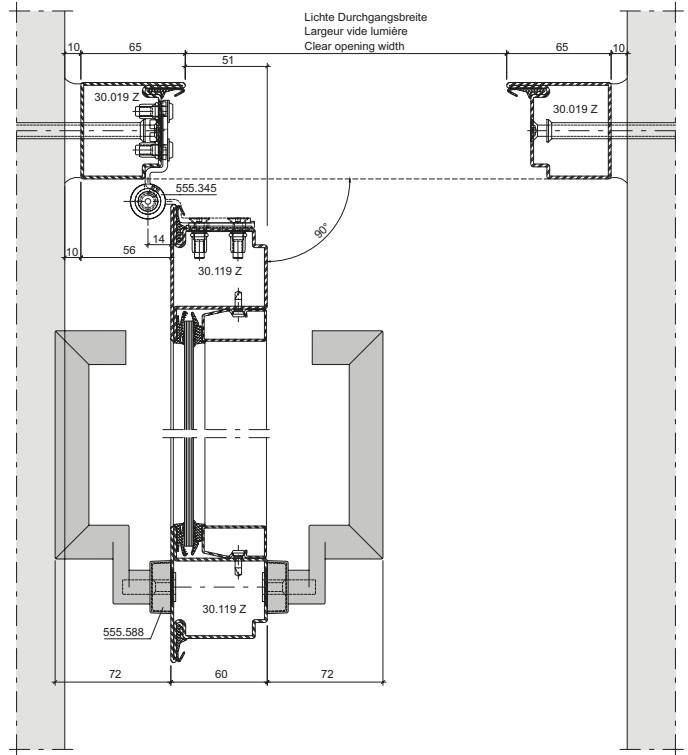 Lichte Durchgangsbreite
Largeur vide lumière
Clear opening width
10
65
51
65
10
30.019 Z
30.019 Z
555.345
14
10
56
90°
30.119 Z
30.119 Z
555.588
72
60
72